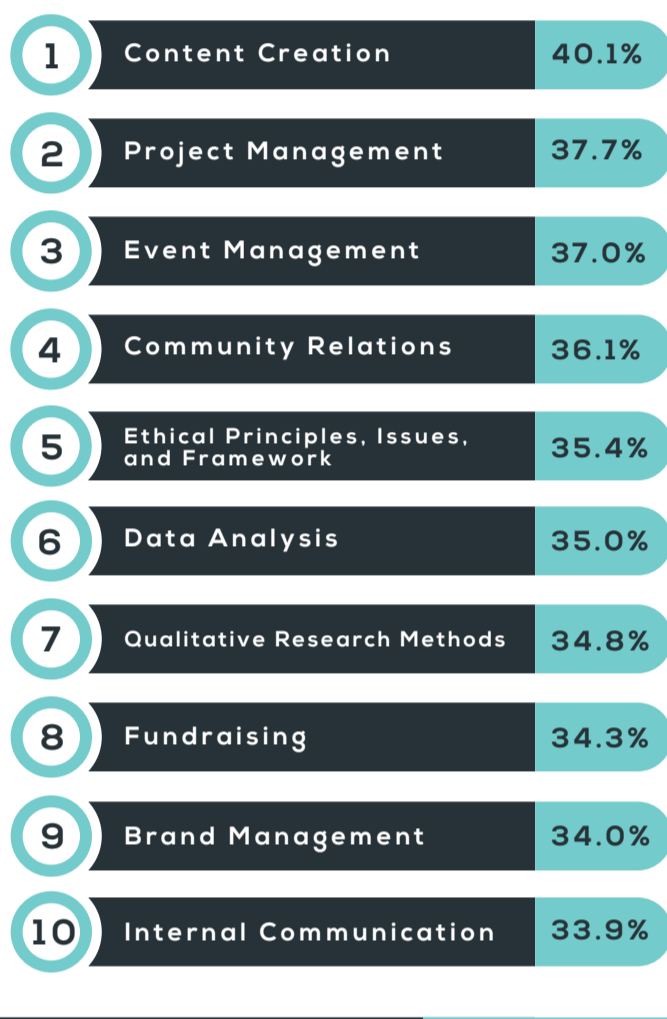 1 Content Creation 40.1%
2 Project Management 37.7%
3 Event Management 37.0%
4 Community Relations 36.1%
5 Ethical Principles, Issues,
and Framework 35.4%
6 Data Analysis 35.0%
7 Qualitative Research Methods 34.8%
8 Fundraising 34.3%
9 Brand Management 34.0%
10 Internal Communication 33.9%